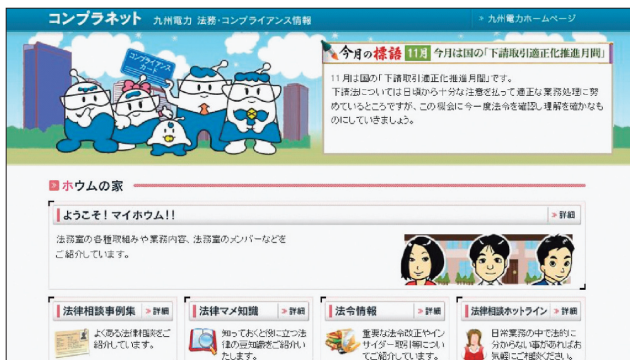 コンプラネット 九州電力 法務・コンプライアンス情報
> 九州電力ホームページ
コンプライアンス
カード
今月の標語 11月 今月は国の「下請取引適正化推進月間」
11月は国の「下請取引適正化推進月間」です。
下請法については日頃から十分な注意を払って適正な業務処理に努
めているところですが、この機会に今一度法令を確認し理解を確かなも
のにしていきましょう。
ホウムの家
ようこそ！マイホウム!!
> 詳細
法務室の各種取組みや業務内容、法務室のメンバーなどを
ご紹介しています。
法律相談事例集 > 詳細
よくある法律相談をご
紹介しています。
法律マメ知識 > 詳細
知っておくと役に立つ法
律の豆知識をご紹介い
たします。
法令情報 > 詳細
重要な法令改正やイン
サイダー取引等につい
てご紹介しています。
法律相談ホットライン > 詳細
日常業務の中で法的に
分からない事があればお
気軽にご相談ください。